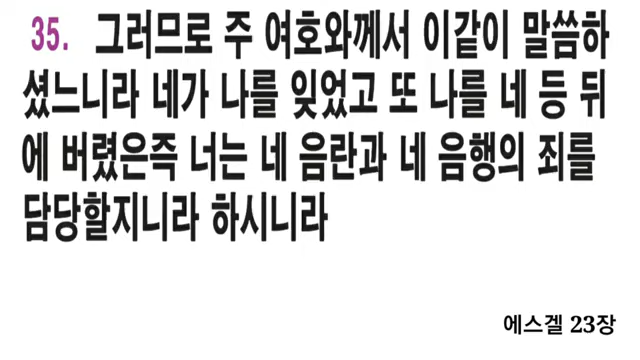 35. 그러므로 주 여호와께서 이같이 말씀하
셨느니라 네가 나를 잊었고 또 나를 네 등 뒤
에 버렸은즉 너는 네 음란과 네 음행의 죄를
담당할지니라 하시니라
에스겔 23장